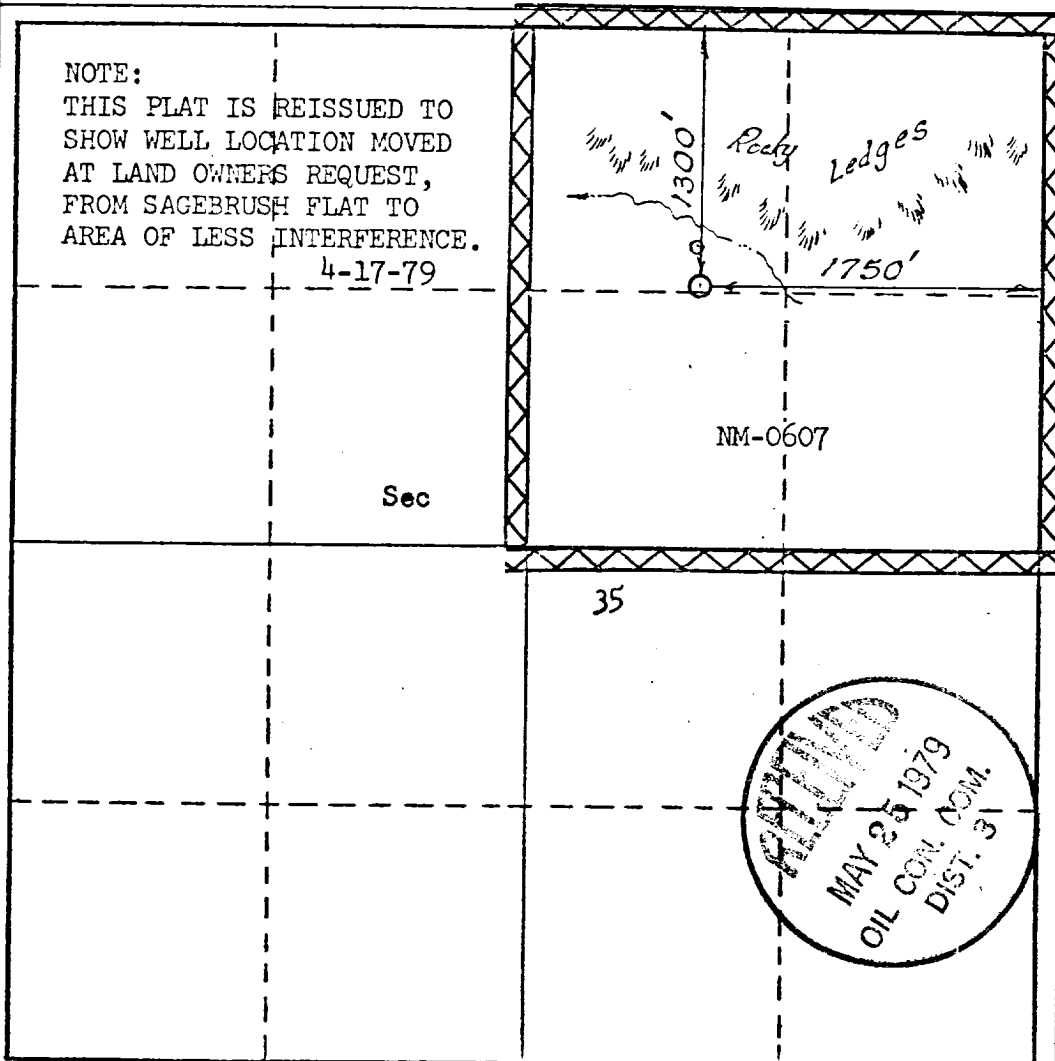 NOTE:
THIS PLAT IS REISSUED TO
SHOW WELL LOCATION MOVED
AT LAND OWNERS REQUEST,
FROM SAGEBRUSH FLAT TO
AREA OF LESS INTERFERENCE.
4-17-79
1300'
Rocky Ledges
1750'
NM-0607
Sec
35
MAY 25 1979
OIL CON. COM.
DIST. 3